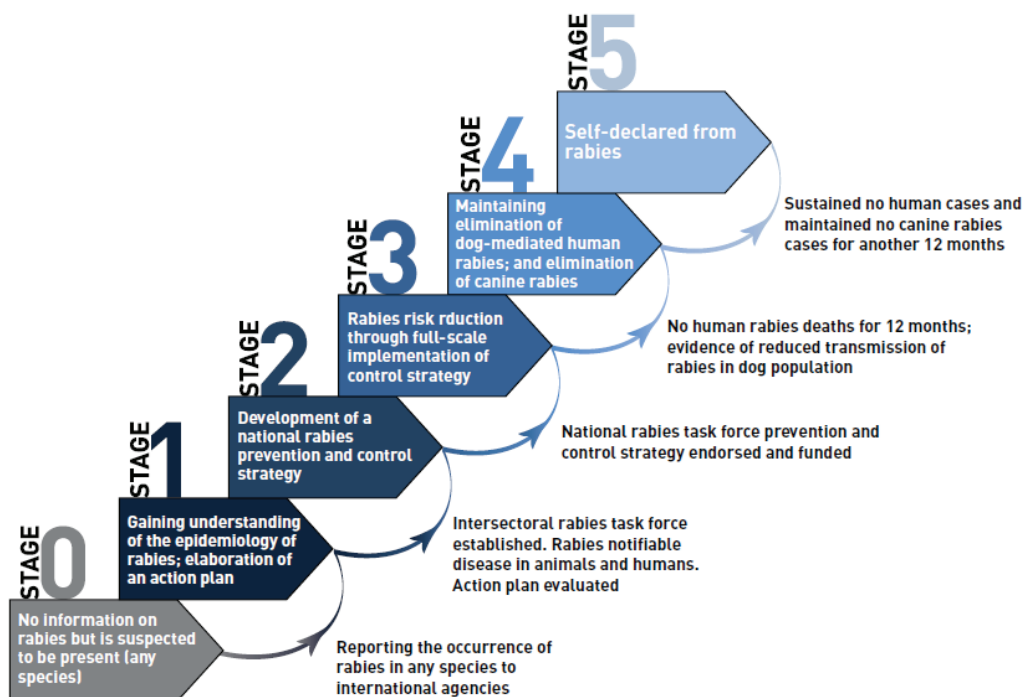 STAGE 5
Self-declared from
rabies
Sustained no human cases and
maintained no canine rabies
cases for another 12 months
STAGE 4
Maintaining
elimination of
dog-mediated human
rabies; and elimination
of canine rabies
No human rabies deaths for 12 months;
evidence of reduced transmission of
rabies in dog population
STAGE 3
Rabies risk rduction
through full-scale
implementation of
control strategy
National rabies task force prevention and
control strategy endorsed and funded
STAGE 2
Development of a
national rabies
prevention and control
strategy
Intersectoral rabies task force
established. Rabies notifiable
disease in animals and humans.
Action plan evaluated
STAGE 1
Gaining understanding
of the epidemiology of
rabies; elaboration of
an action plan
Reporting the occurrence of
rabies in any species to
international agencies
STAGE 0
No information on
rabies but is suspected
to be present (any
species)